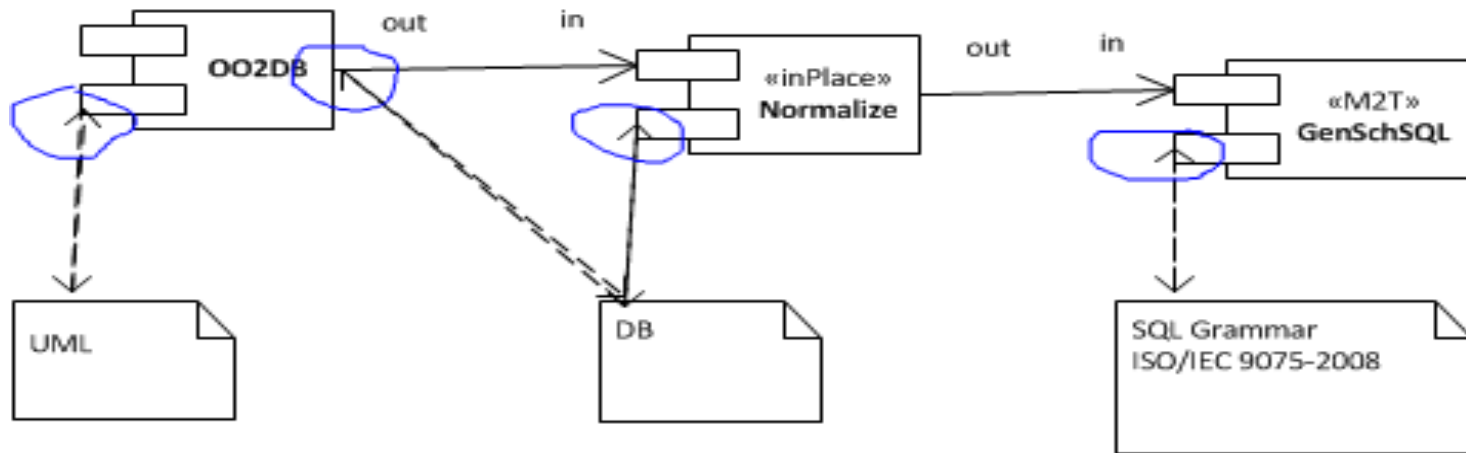 out
in
OO2DB
out
in
«inPlace»
Normalize
«M2T»
GenSchSQL
UML
DB
SQL Grammar
ISO/IEC 9075-2008